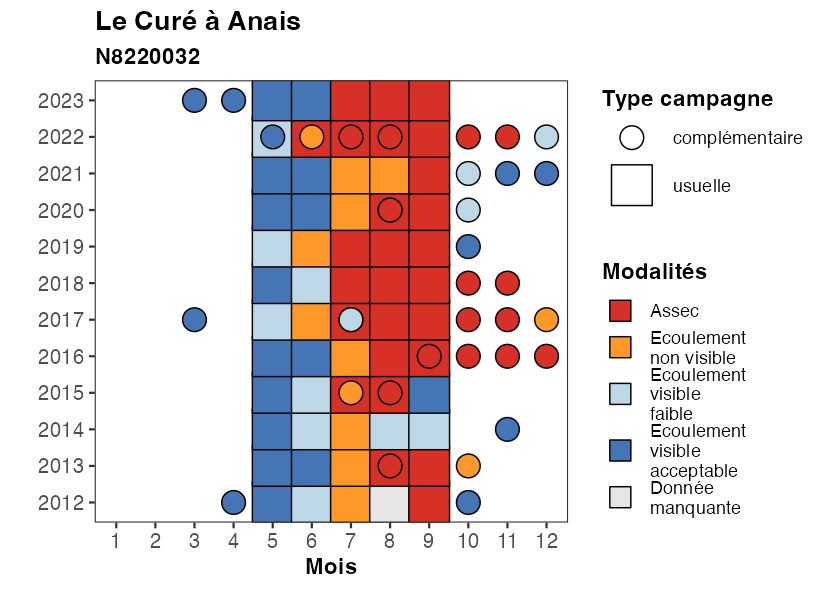 Le Curé à Anais
N8220032
2023
2022
2021
2020
2019
2018
2017
2016
2015
2014
2013
2012
1 2 3 4 5 6 7 8 9 10 11 12
Mois
Type campagne
complémentaire
usuelle
Modalités
Assec
Ecoulement
non visible
Ecoulement
visible
faible
Ecoulement
visible
acceptable
Donnée
manquante